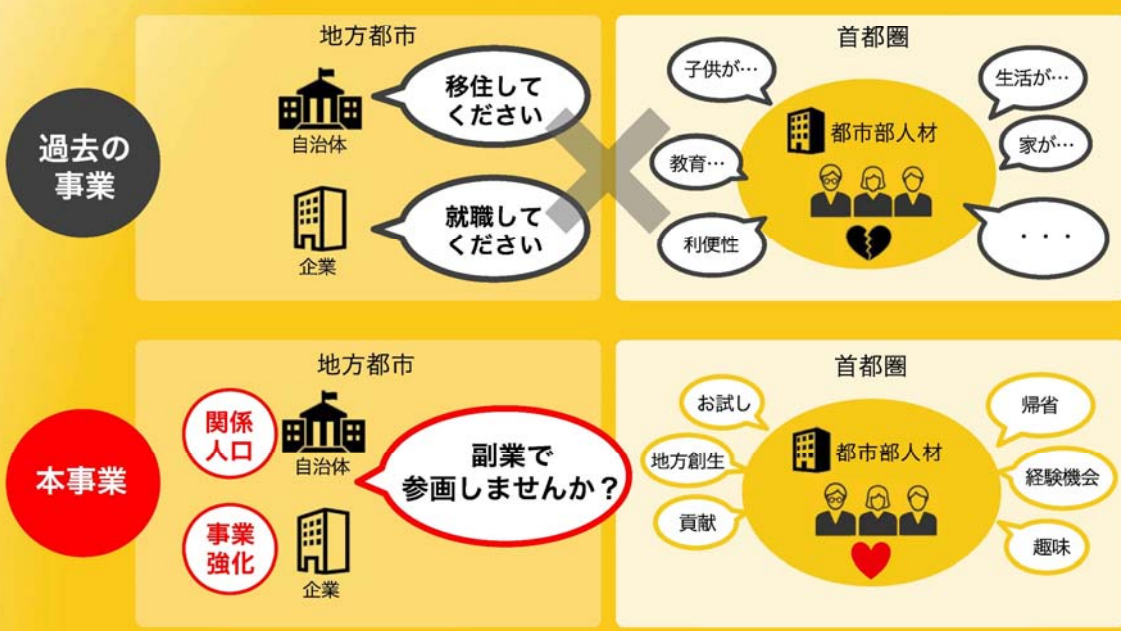 地方都市
首都圏
過去の
事業
自治体
移住して
ください
企業
就職して
ください
子供が…
教育…
利便性
都市部人材
生活が…
家が…
・・・
地方都市
首都圏
本事業
関係
人口
自治体
事業
強化
企業
副業で
参画しませんか？
お試し
地方創生
貢献
都市部人材
帰省
経験機会
趣味